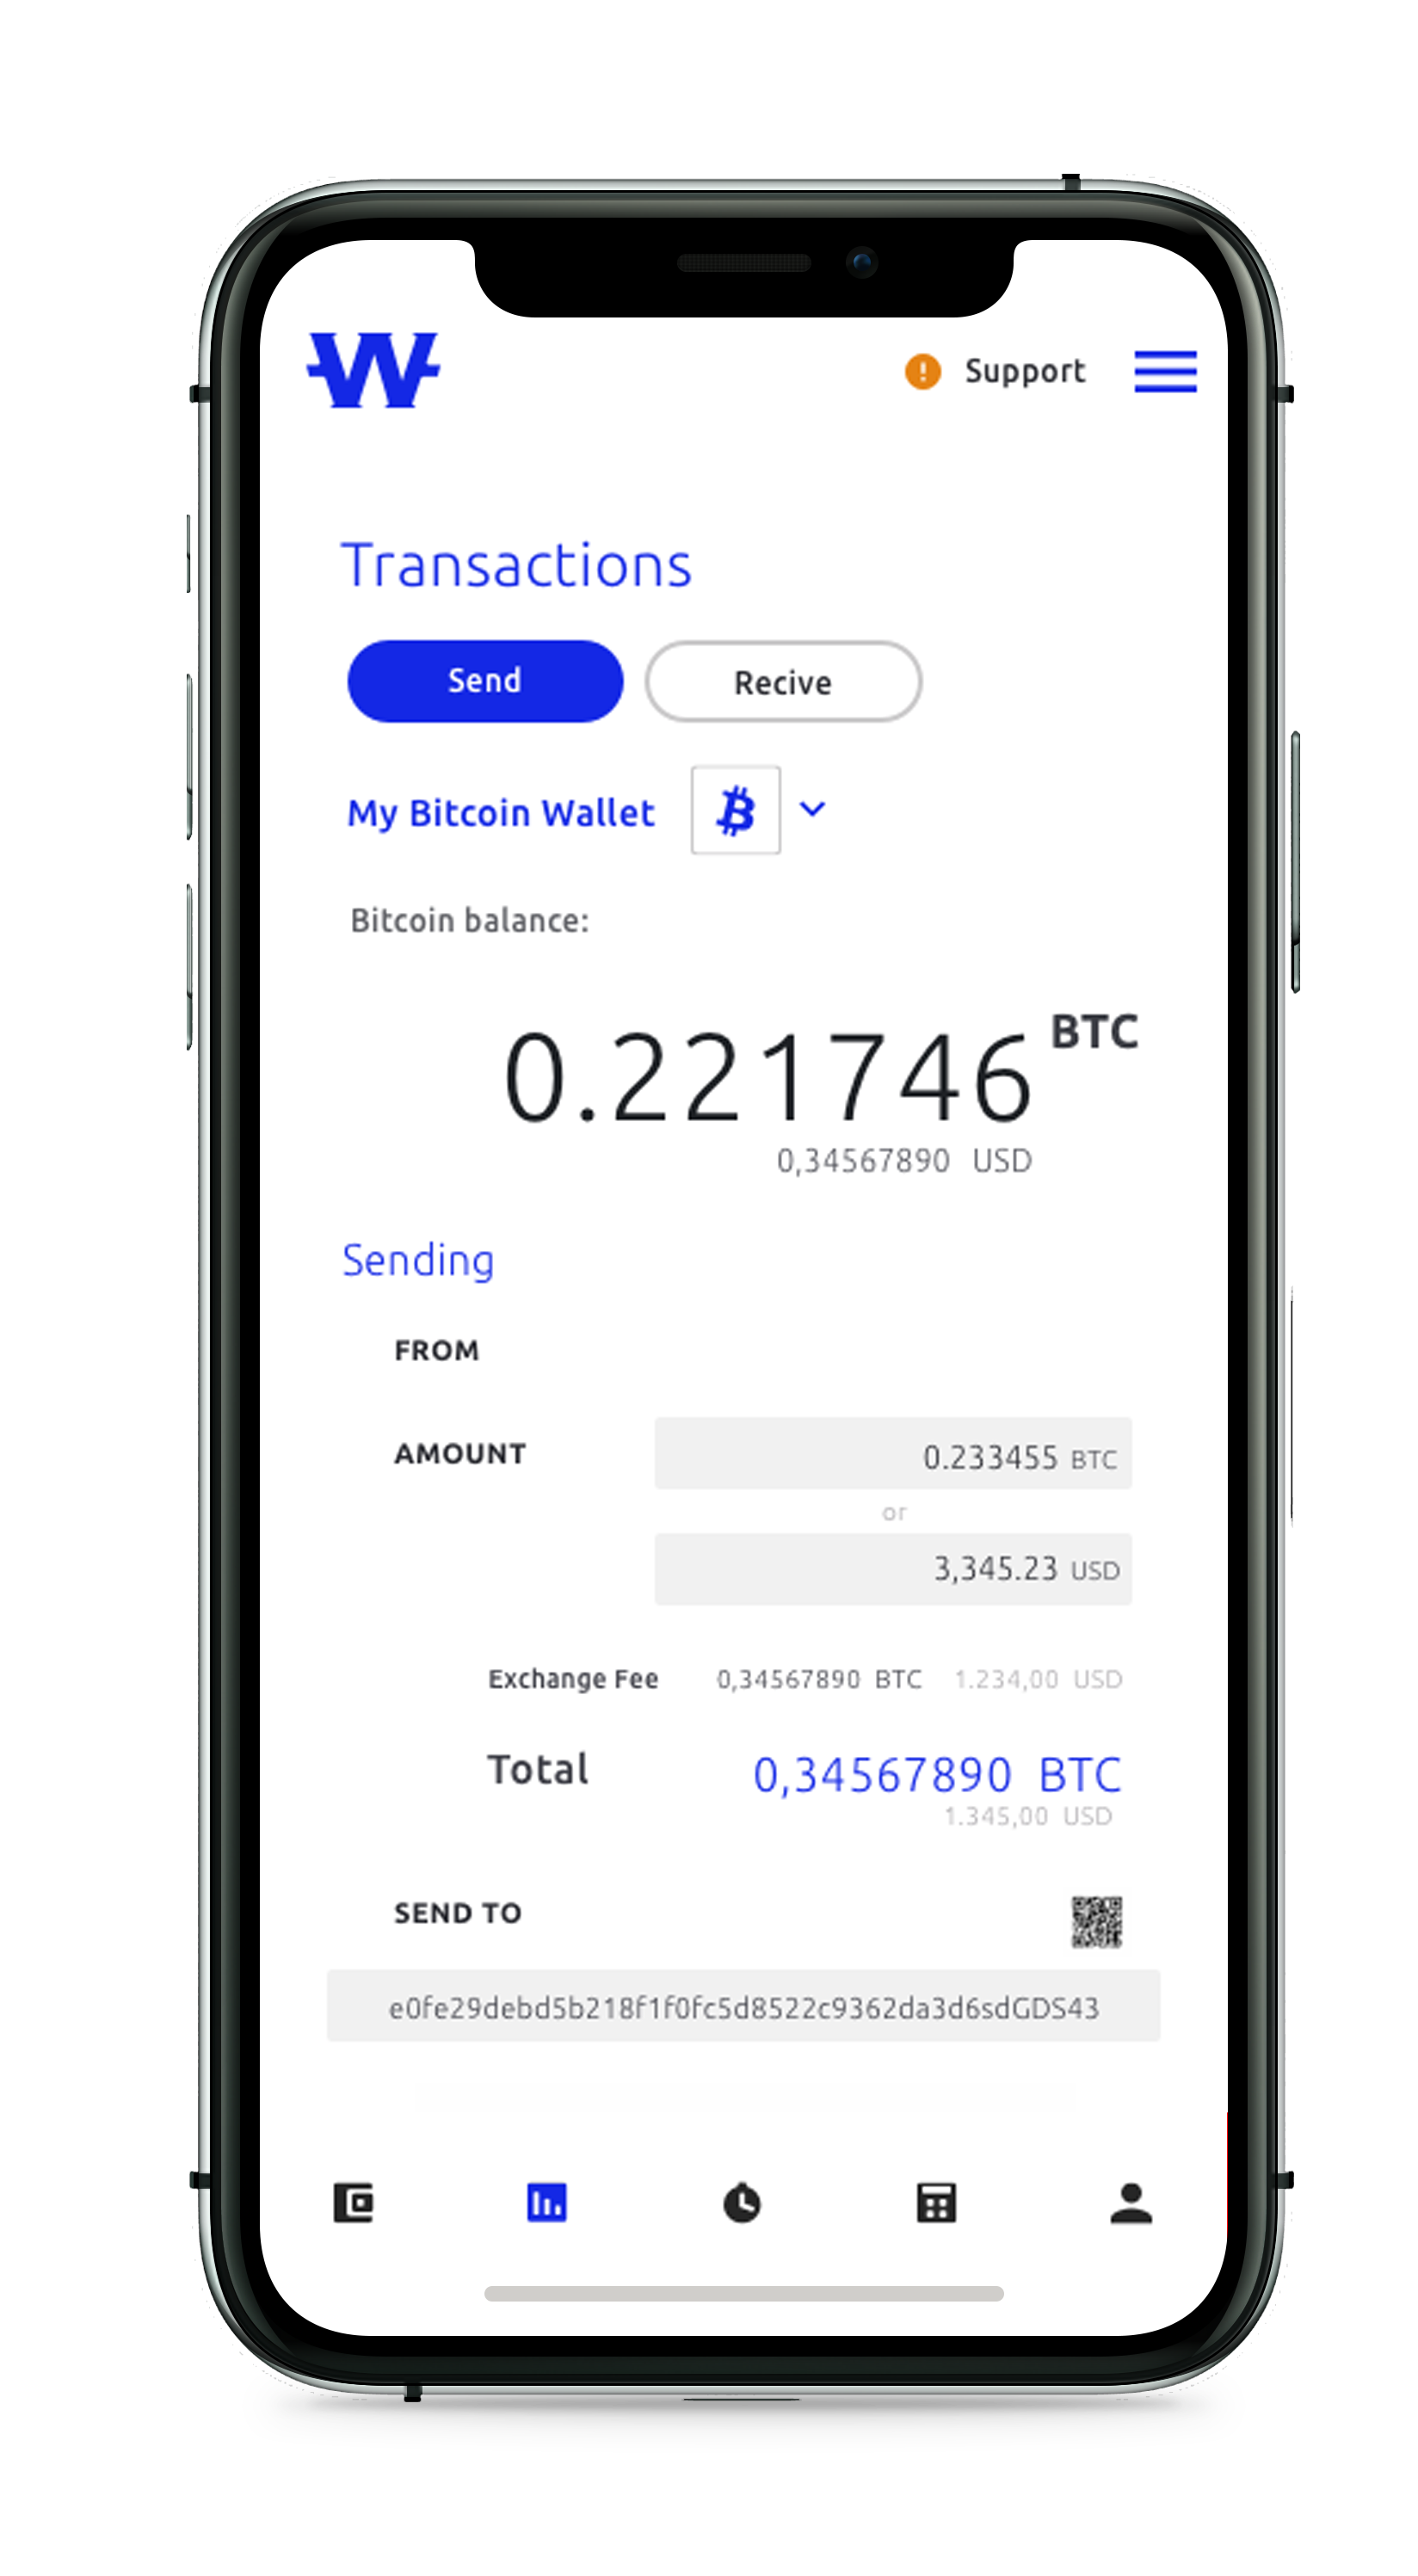 W
Support
Transactions
Send
Recive
My Bitcoin Wallet
Bitcoin balance:
0.221746 BTC
0,34567890 USD
Sending
FROM
AMOUNT
0.233455 BTC
or
3,345.23 USD
Exchange Fee 0,34567890 BTC 1.234,00 USD
Total 0,34567890 BTC
1.345,00 USD
SEND TO
e0fe29debd5b218f1f0fc5d8522c9362da3d6sdGDS43